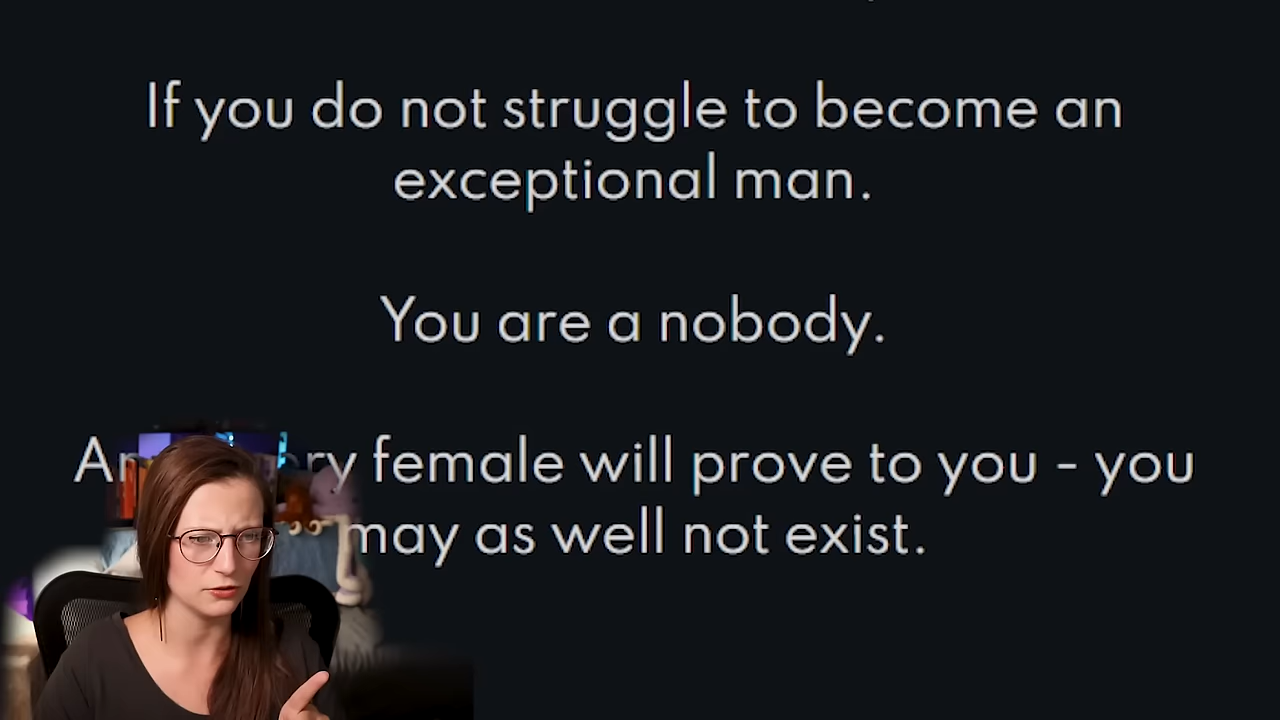 If you do not struggle to become an
exceptional man.
You are a nobody.
female will prove to you - you
may as well not exist.